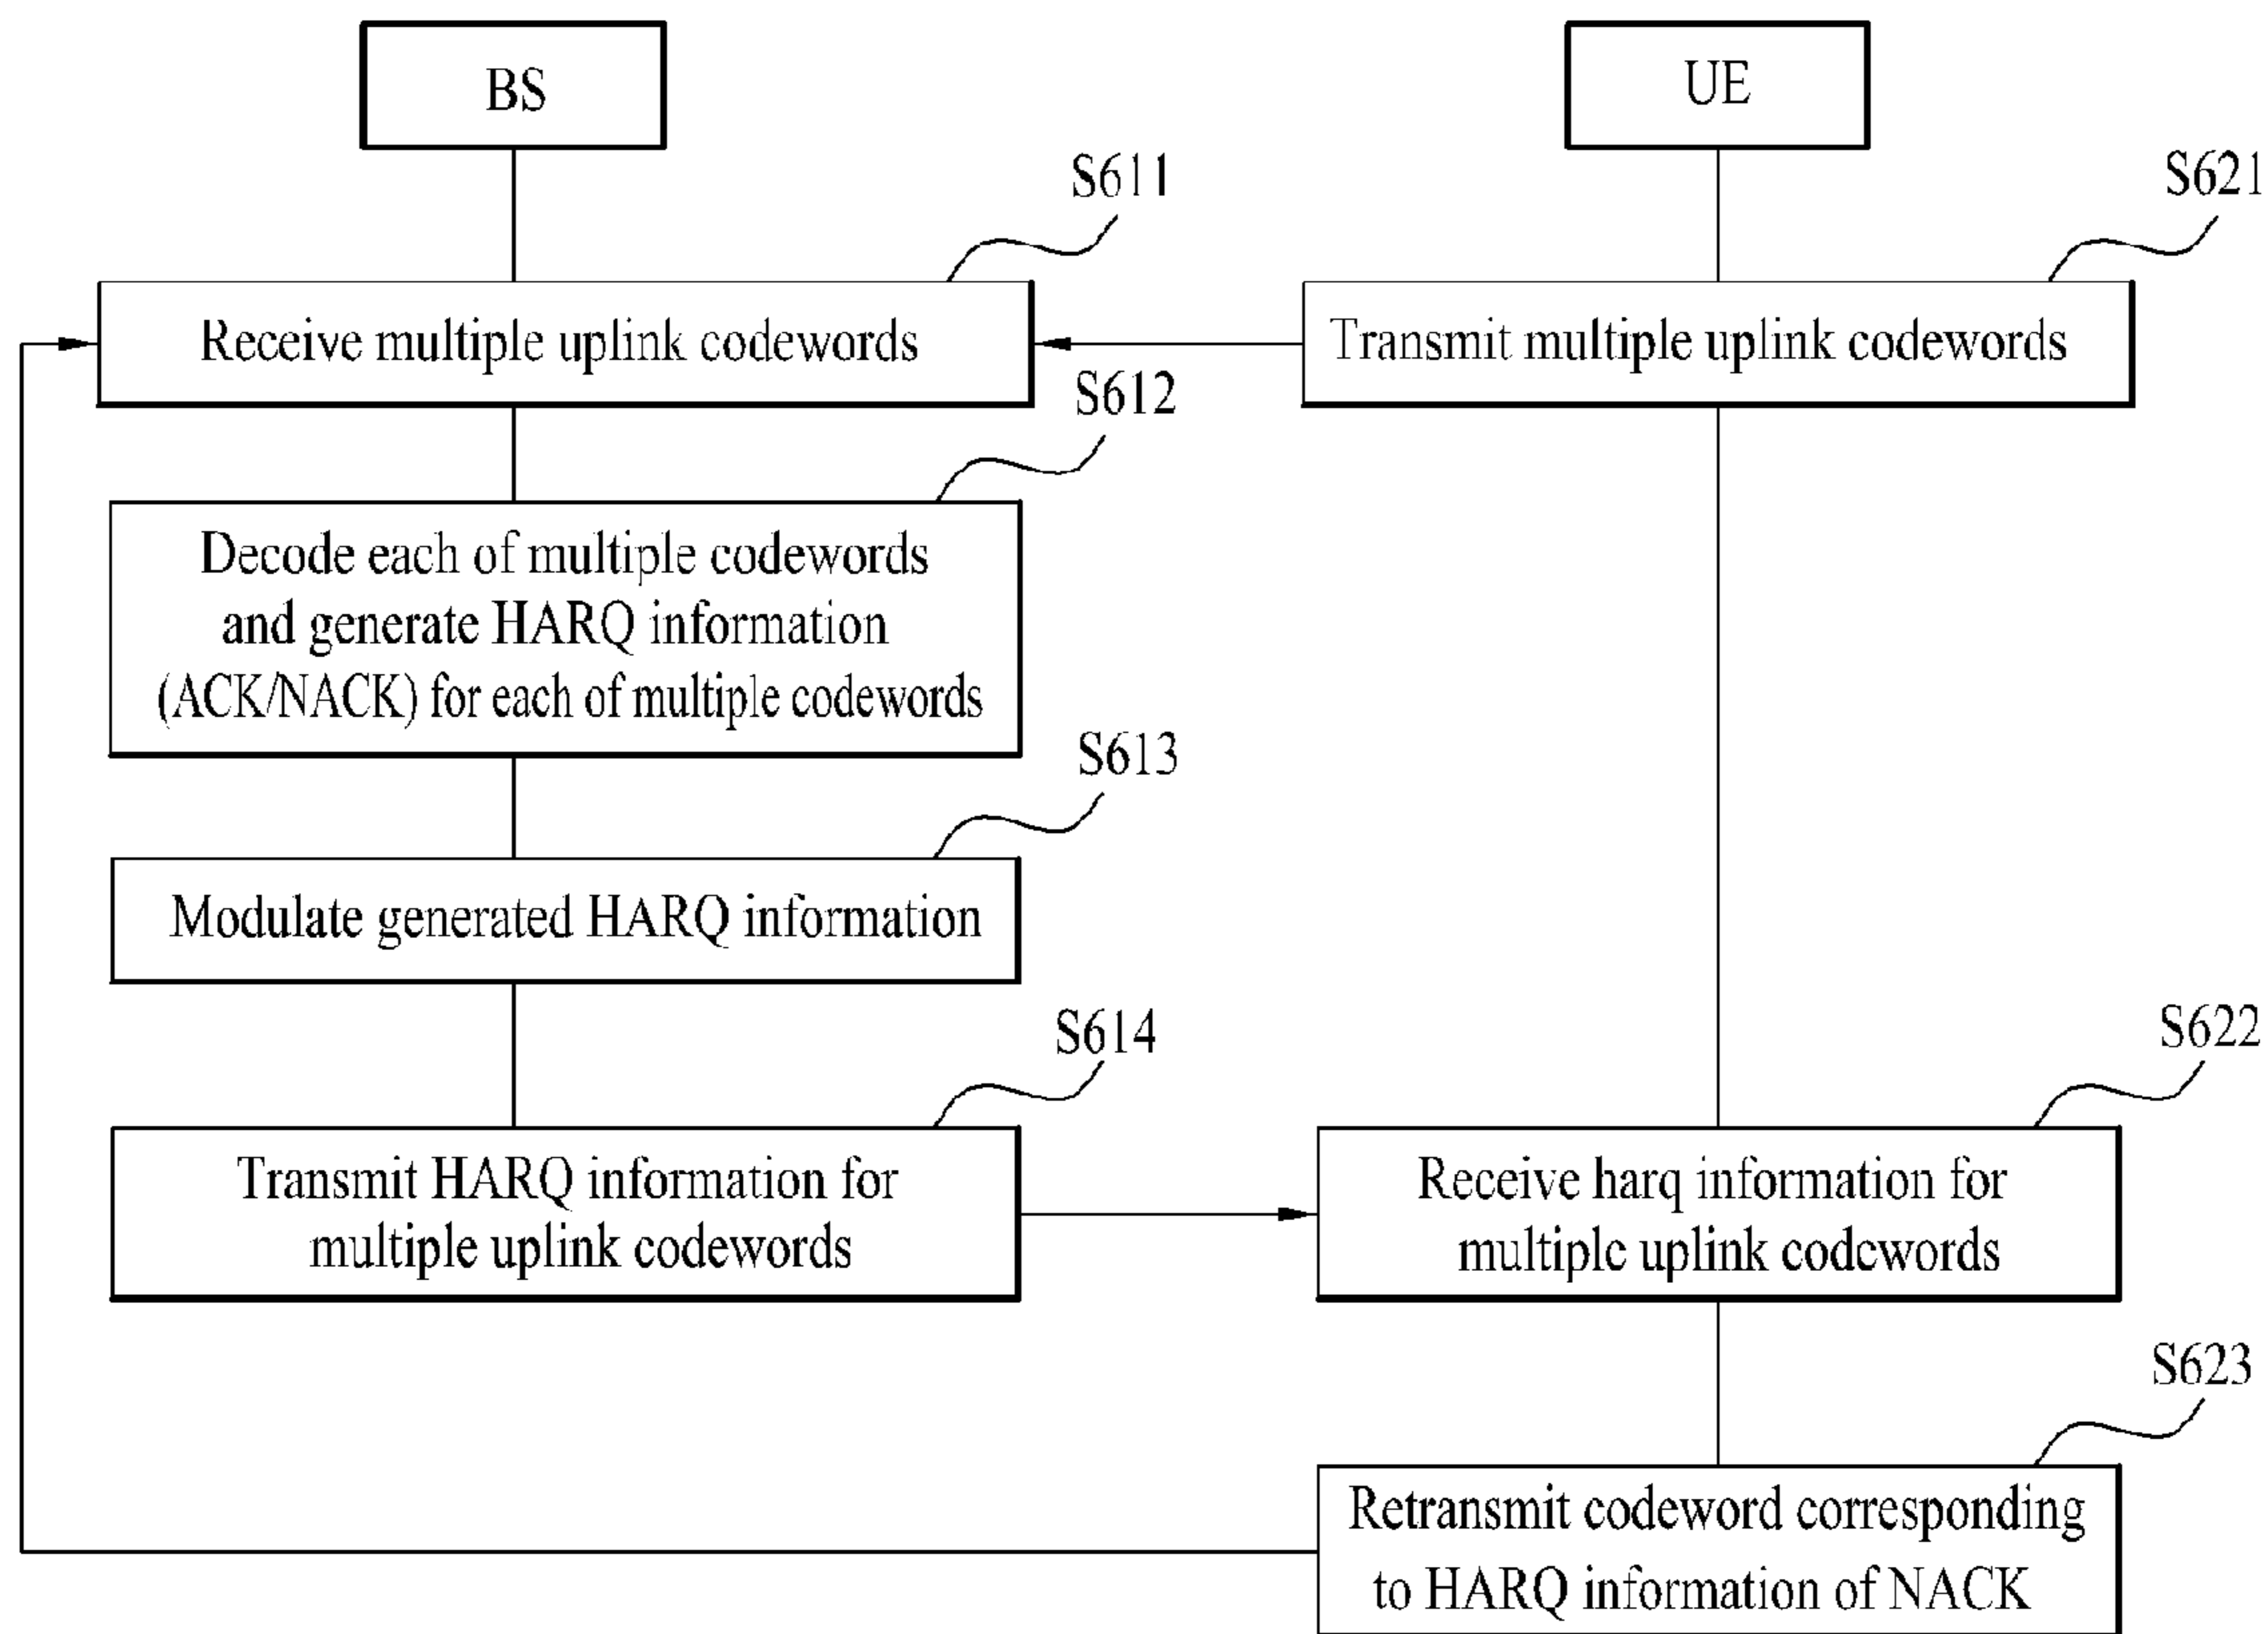 BS
UE
S611
S621
Receive multiple uplink codewords
Transmit multiple uplink codewords
S612
Decode each of multiple codewords
and generate HARQ information
(ACK/NACK) for each of multiple codewords
S613
Modulate generated HARQ information
S614
S622
Transmit HARQ information for
multiple uplink codewords
Receive harq information for
multiple uplink codewords
S623
Retransmit codeword corresponding
to HARQ information of NACK